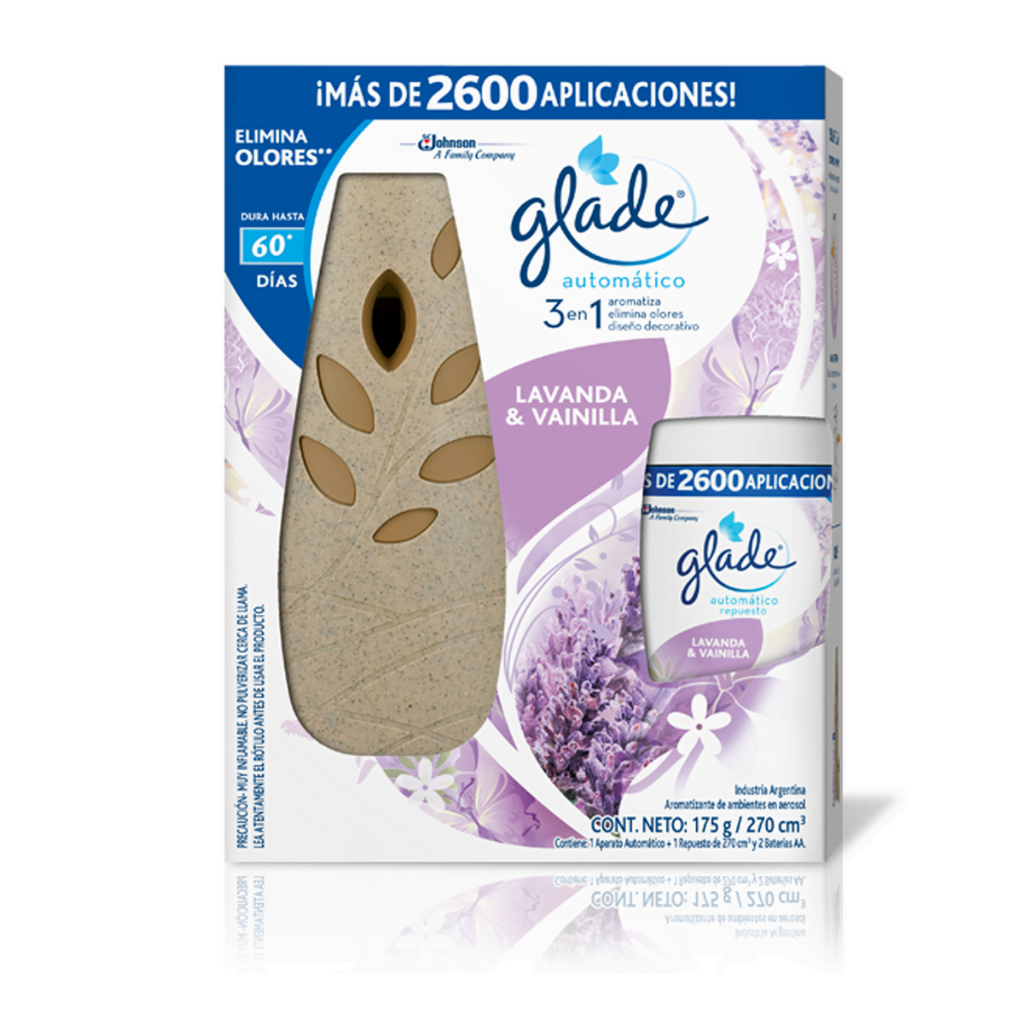 ¡MÁS DE 2600 APLICACIONES!
ELIMINA
OLORES**
DURA HASTA
60*
DÍAS
SC Johnson
A Family Company
glade®
automático
3 en 1
aromatiza
elimina olores
diseño decorativo
LAVANDA
& VAINILLA
S DE 2600 APLICACION
Johnson
A Family Company
glade
automático
repuesto
LAVANDA
& VAINILLA
PRECAUCIÓN- MUY INFLAMABLE. NO PULVERIZAR CERCA DE LLAMA.
LEA ATENTAMENTE EL RÓTULO ANTES DE USAR EL PRODUCTO.
Industria Argentina
Aromatizante de ambientes en aerosol
CONT. NETO: 175 g / 270 cm³
Contiene: 1 Aparato Automático + 1 Repuesto de 270 cm³ y 2 Baterías AA.